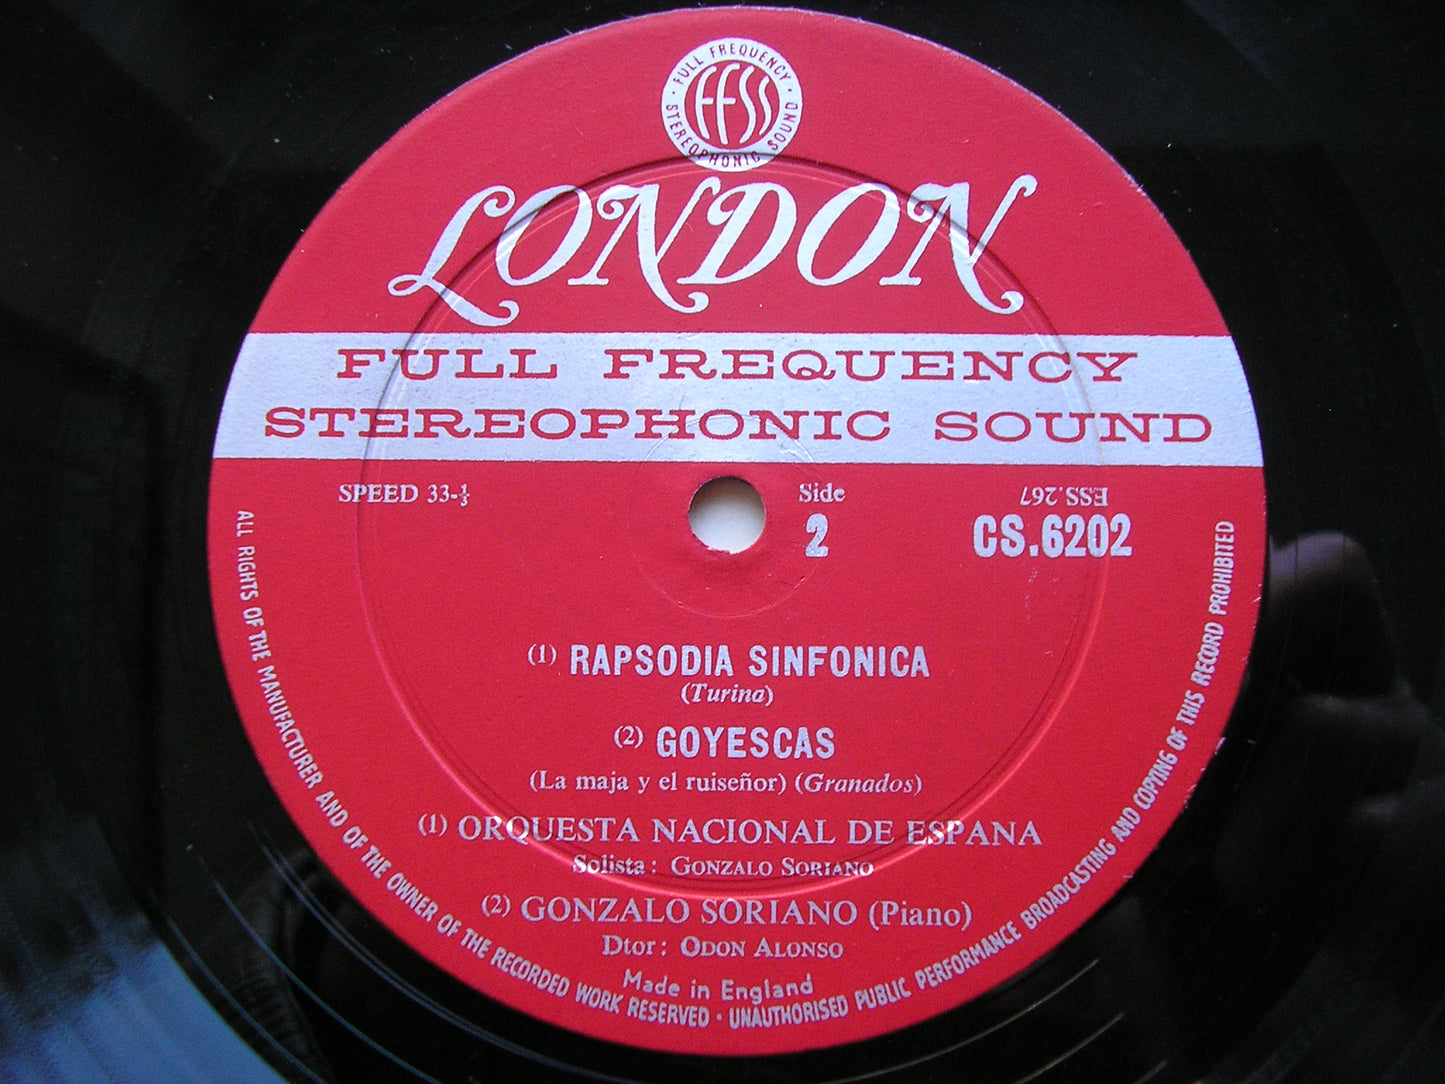 FULL FREQUENCY
STEREOPHONIC SOUND
FFSS
LONDON
FULL FREQUENCY
STEREOPHONIC SOUND
SPEED 33-⅓
Side
2
ESS.267
CS.6202
(1) RAPSODIA SINFONICA
(Turina)
(2) GOYESCAS
(La maja y el ruiseñor) (Granados)
(1) ORQUESTA NACIONAL DE ESPANA
Solista: GONZALO SORIANO
(2) GONZALO SORIANO (Piano)
Dtor: ODON ALONSO
Made in England
ALL RIGHTS OF THE MANUFACTURER AND OF THE OWNER OF THE RECORDED WORK RESERVED · UNAUTHORISED PUBLIC PERFORMANCE BROADCASTING AND COPYING OF THIS RECORD PROHIBITED